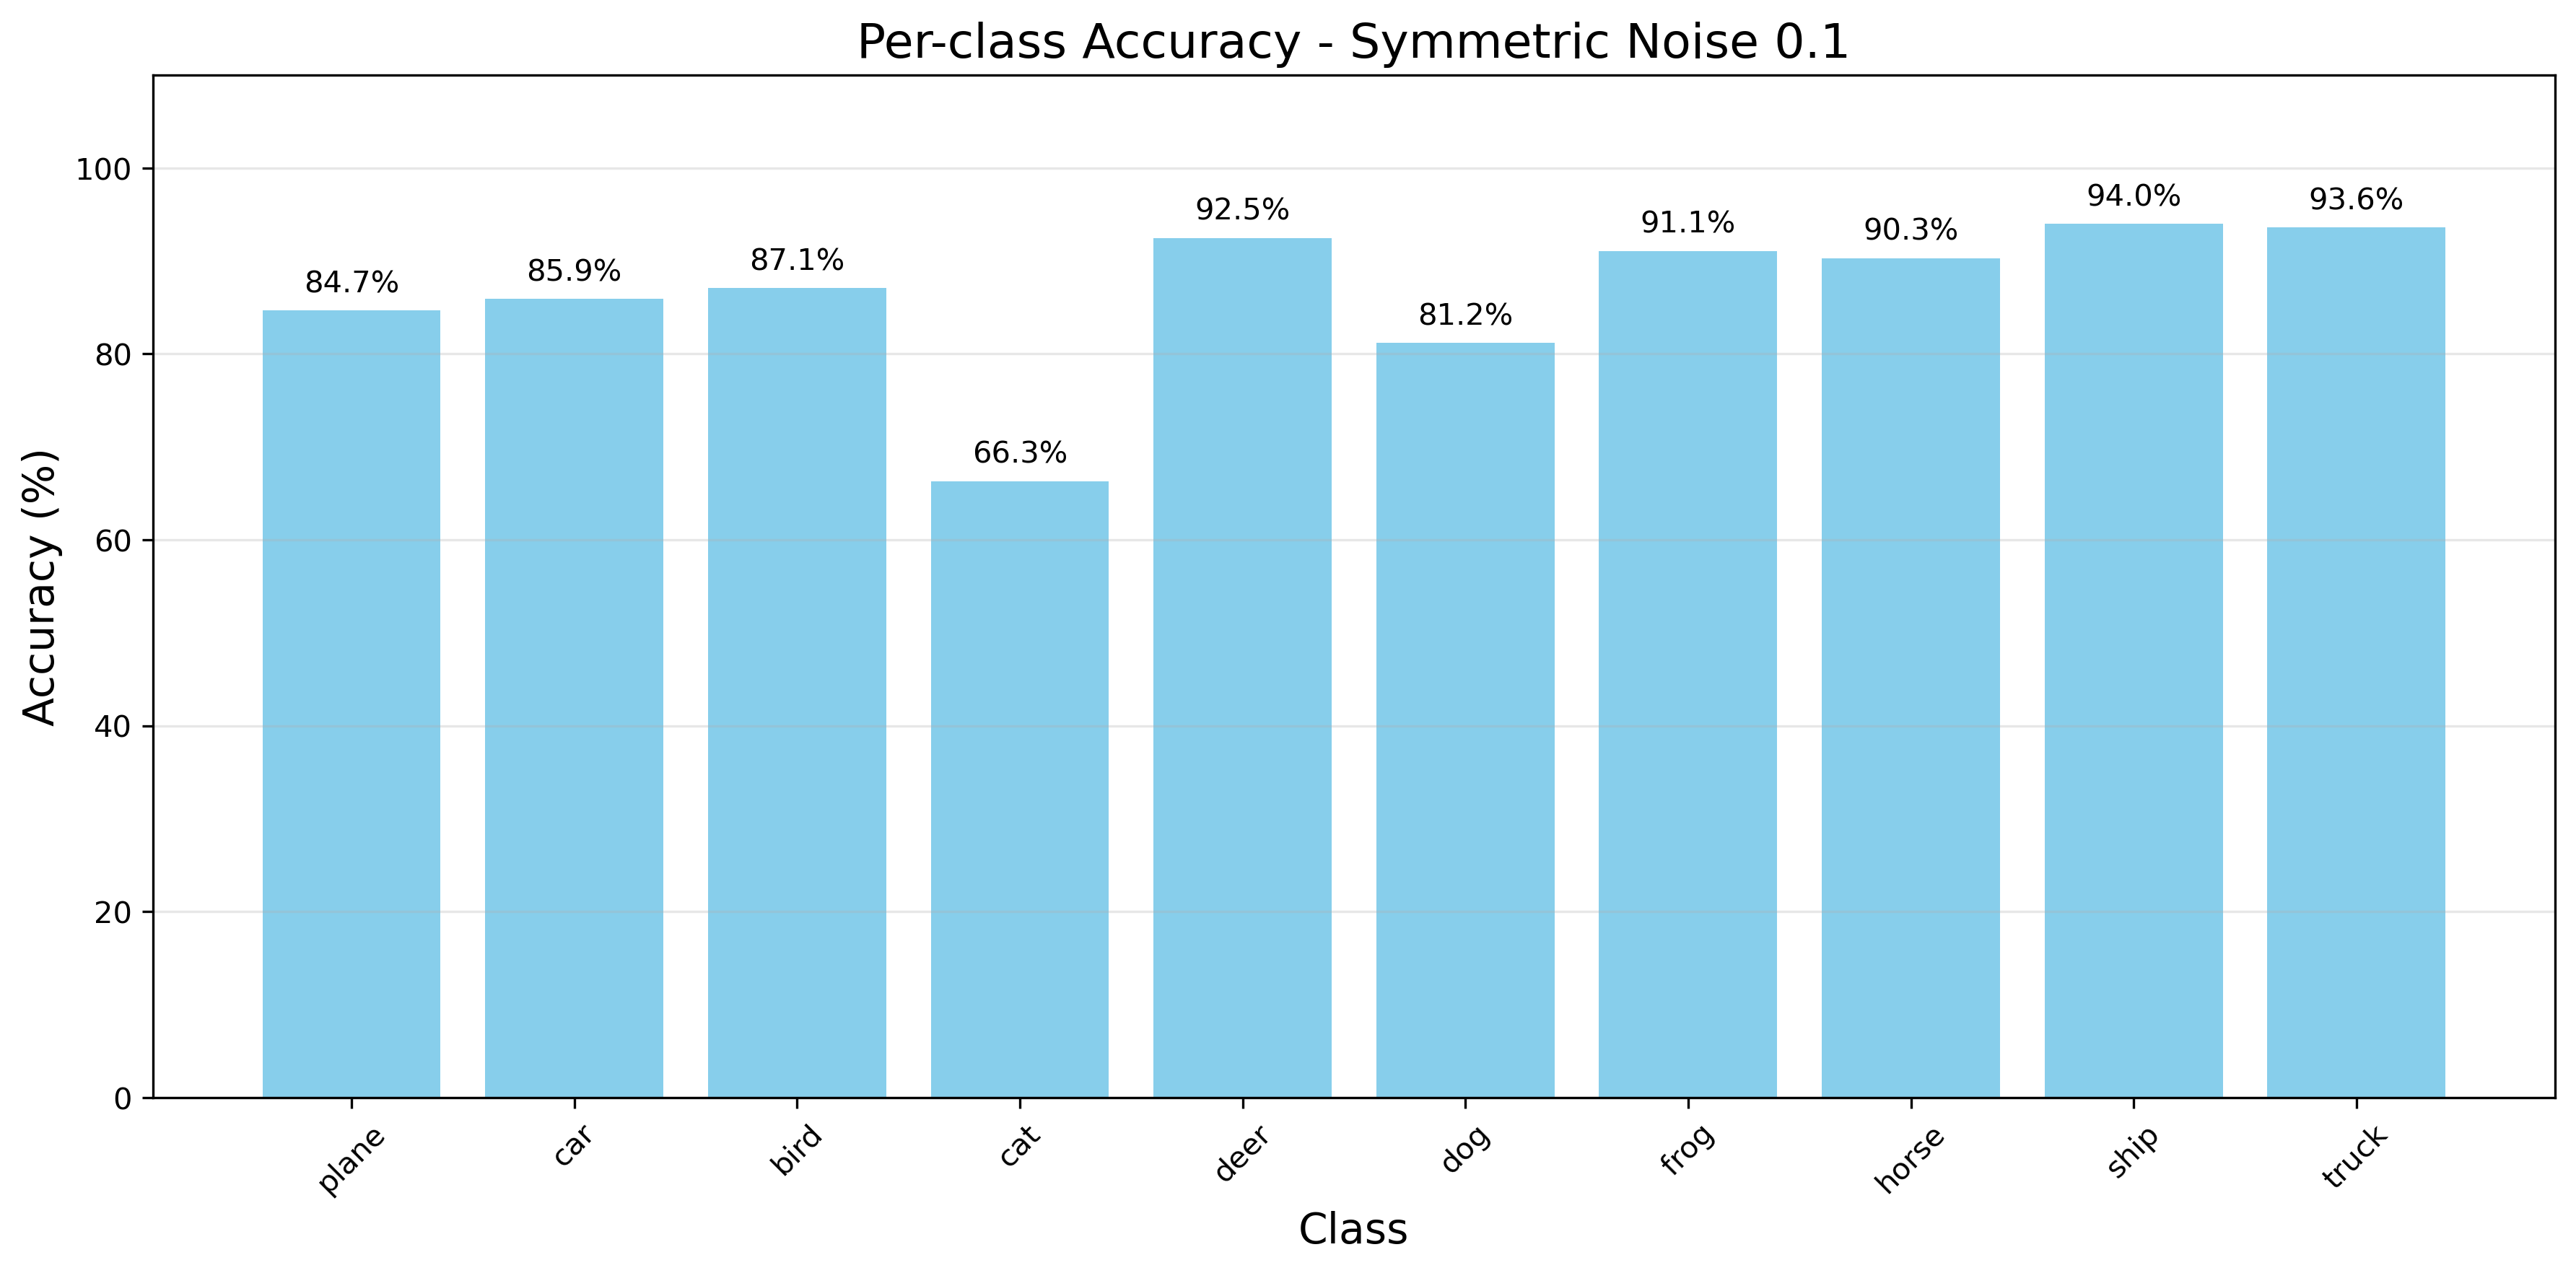 Per-class Accuracy - Symmetric Noise 0.1
Accuracy (%)
100
80
60
40
20
0
84.7%
85.9%
87.1%
66.3%
92.5%
81.2%
91.1%
90.3%
94.0%
93.6%
plane
car
bird
cat
deer
dog
frog
horse
ship
truck
Class